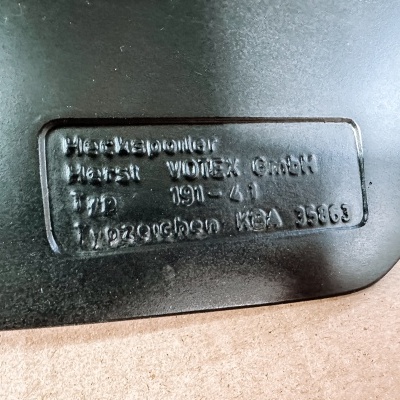 Heckspoiler
Herst VOTEX GmbH
Typ 191-41
Typzeichen KBA 35863